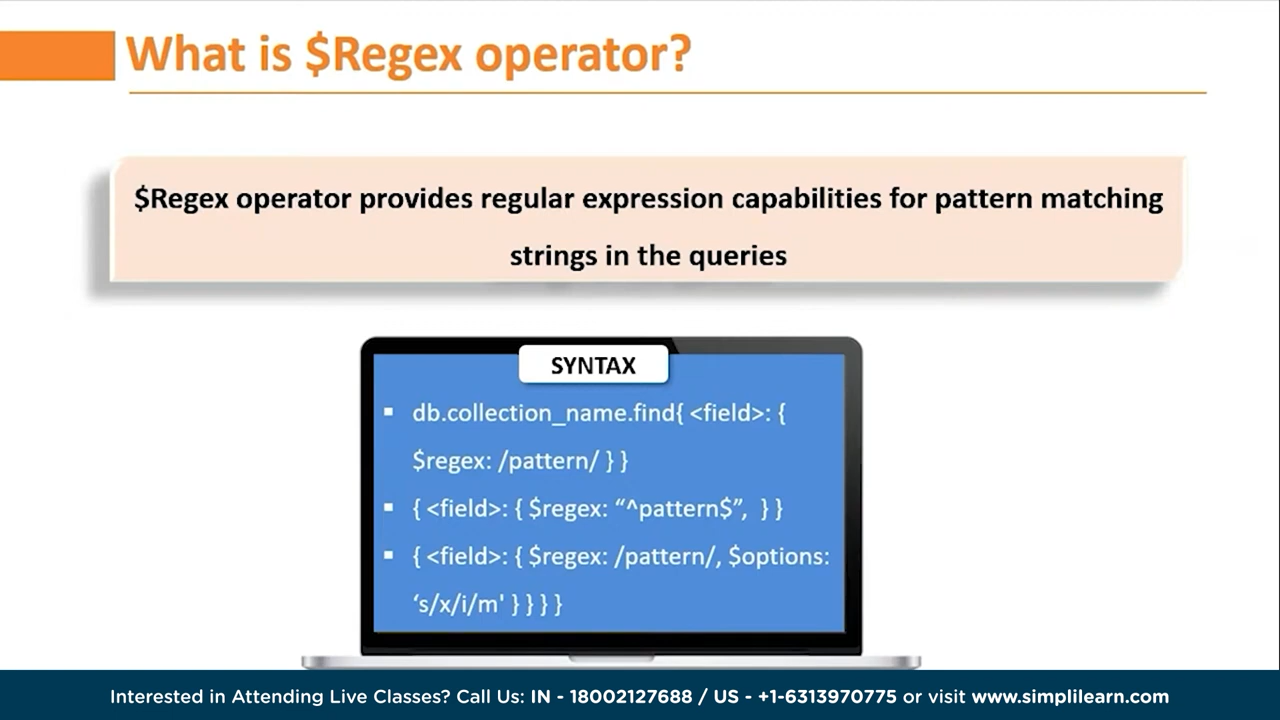 What is $Regex operator?
$Regex operator provides regular expression capabilities for pattern matching
strings in the queries
SYNTAX
▪ db.collection_name.find{ <field>: {
$regex: /pattern/ } }
▪ { <field>: { $regex: “^pattern$”,  } }
▪ { <field>: { $regex: /pattern/, $options:
‘s/x/i/m' } } } }
Interested in Attending Live Classes? Call Us: IN - 18002127688 / US - +1-6313970775 or visit www.simplilearn.com